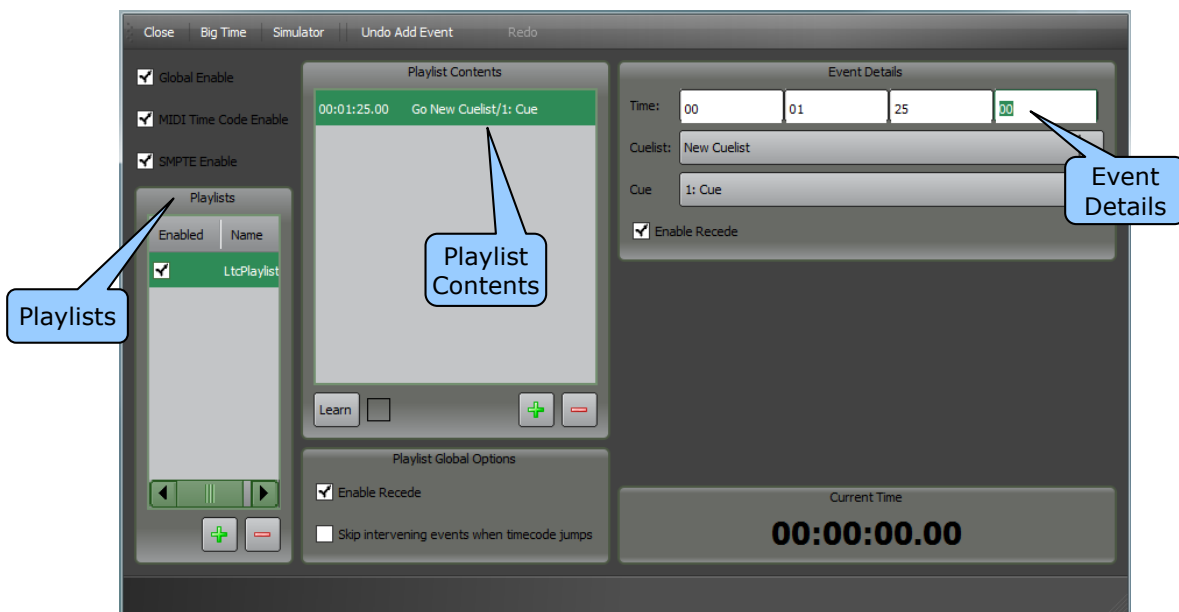 Close Big Time Simulator Undo Add Event Redo
Global Enable
MIDI Time Code Enable
SMPTE Enable
Playlists
Enabled Name
LtcPlaylist
Playlists
Playlist Contents
00:01:25.00 Go New Cuelist/1: Cue
Playlist
Contents
Learn
Playlist Global Options
Enable Recede
Skip intervening events when timecode jumps
Event Details
Time: 00 01 25 00
Cuelist: New Cuelist
Cue 1: Cue
Enable Recede
Event
Details
Current Time
00:00:00.00